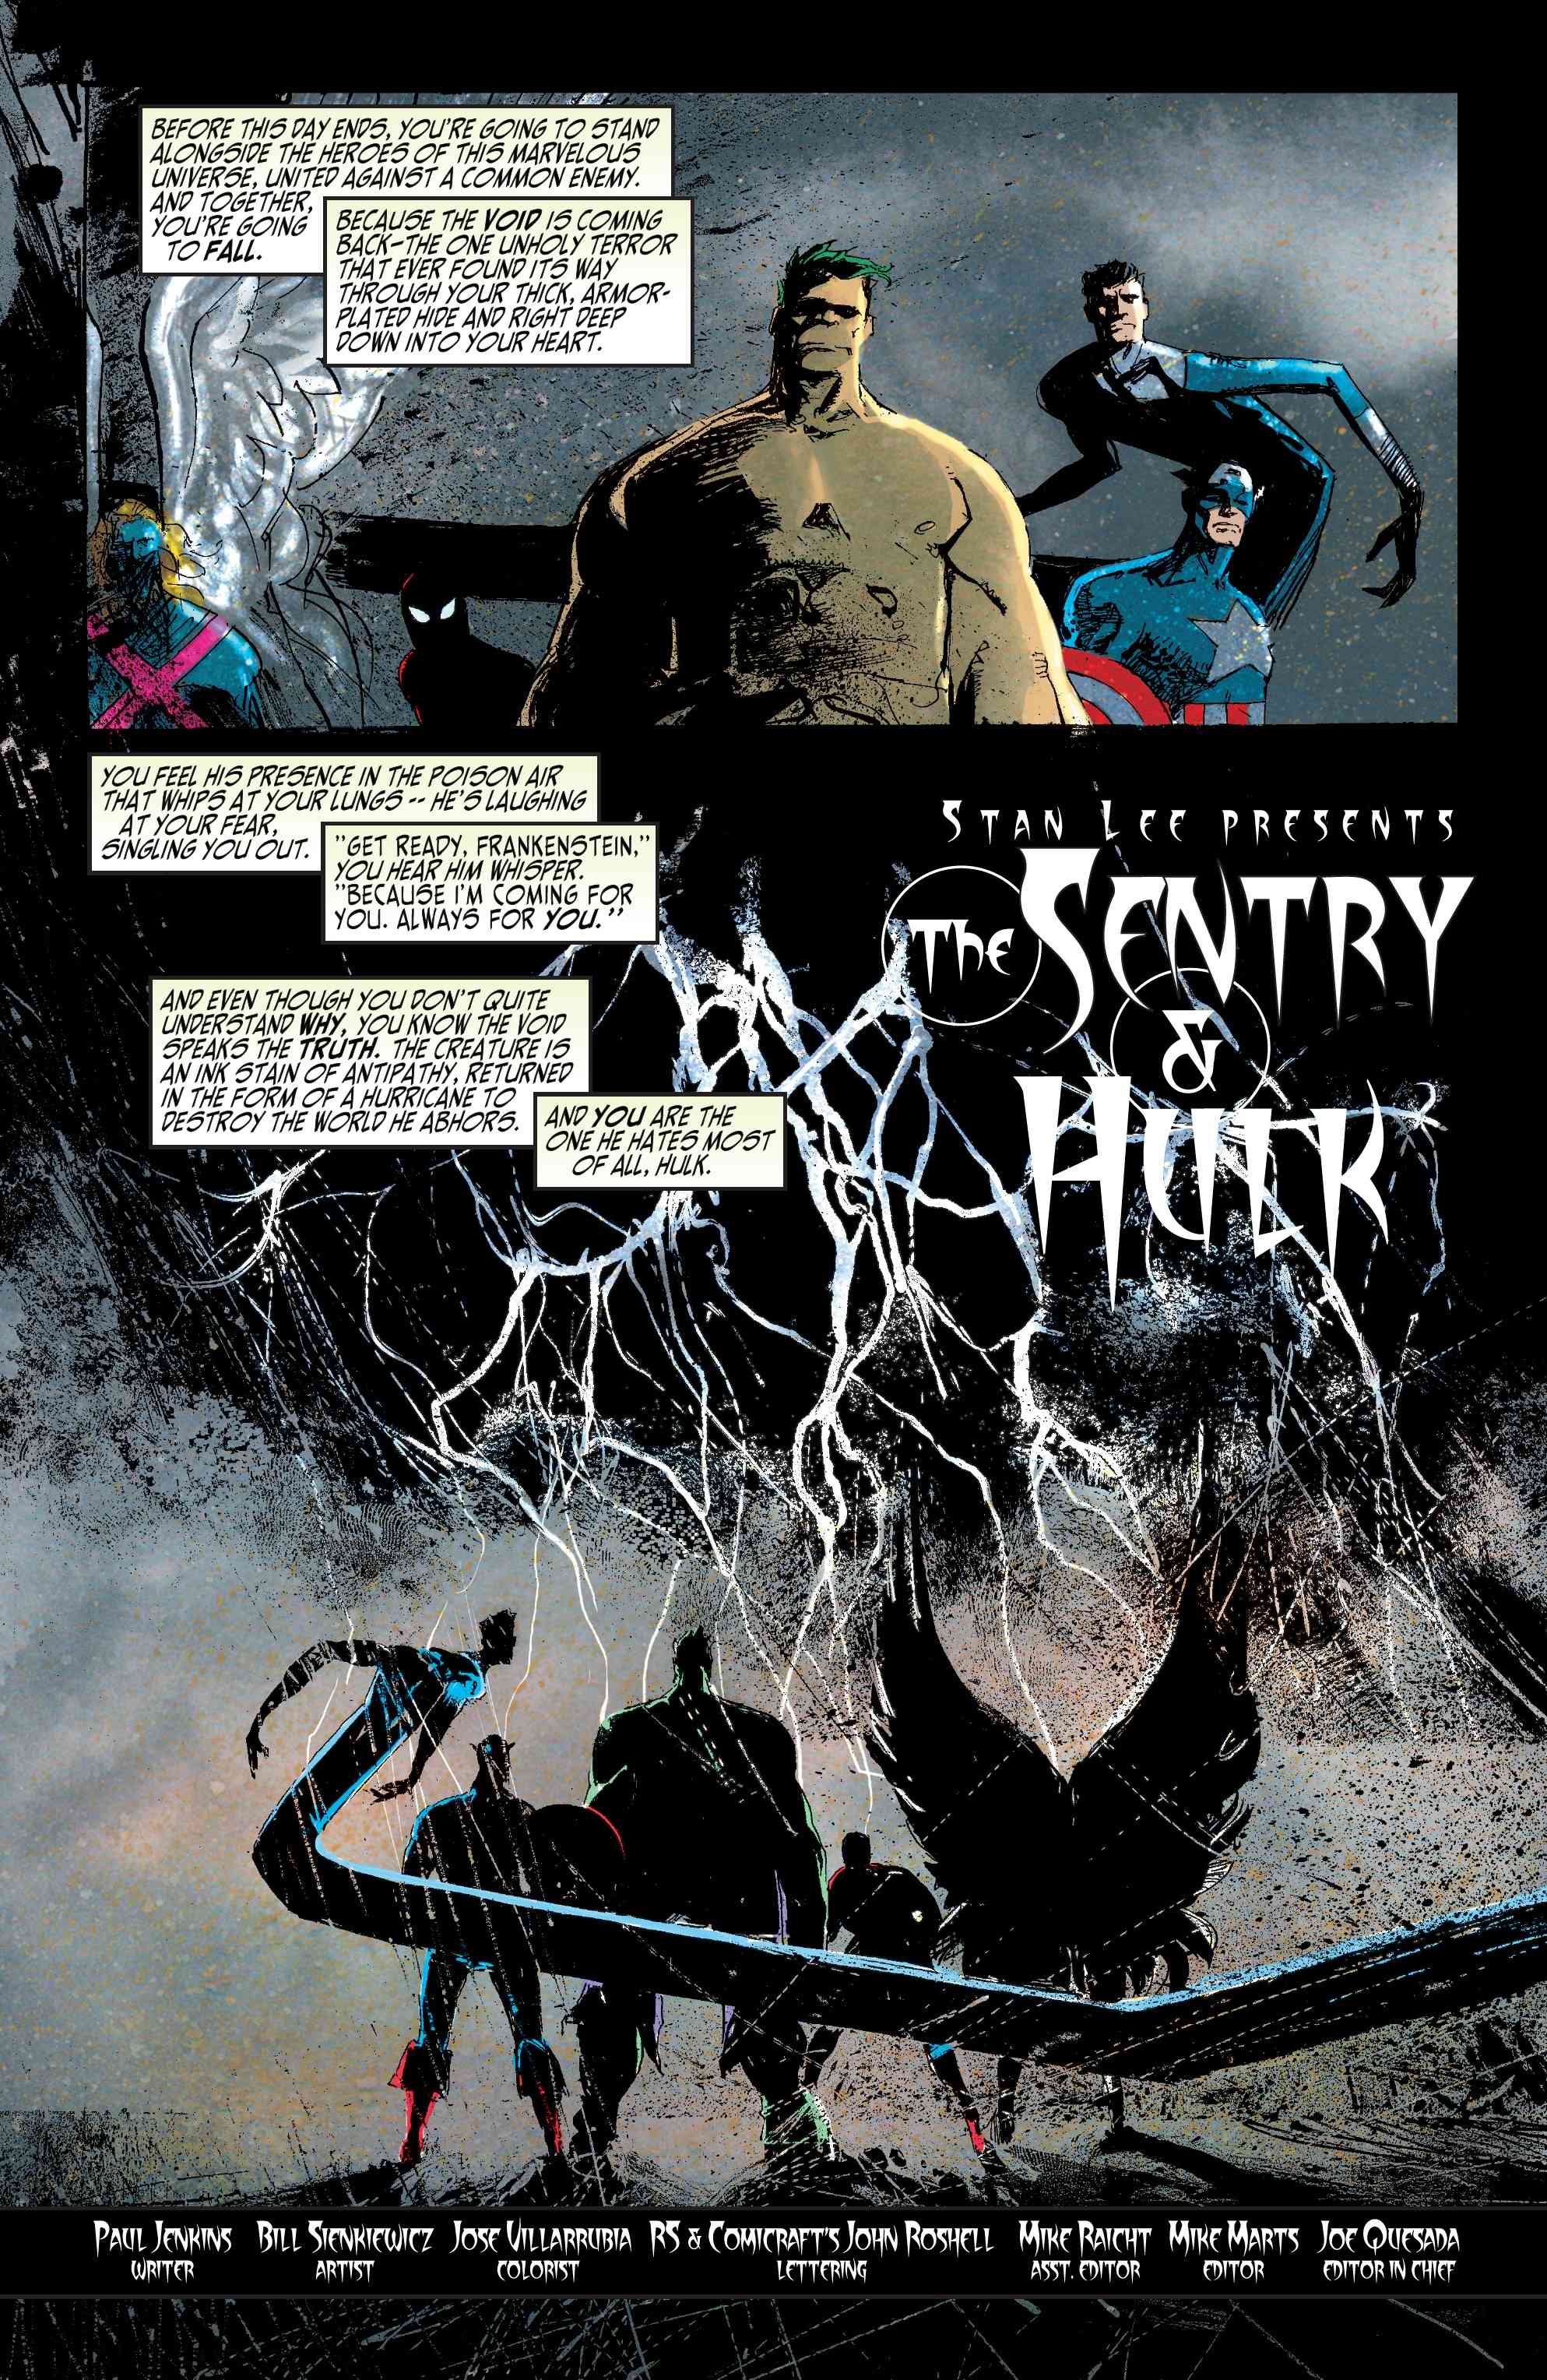 BEFORE THIS DAY ENDS, YOU'RE GOING TO STAND
ALONGSIDE THE HEROES OF THIS MARVELOUS
UNIVERSE, UNITED AGAINST A COMMON ENEMY.
AND TOGETHER,
YOU'RE GOING
TO FALL.
BECAUSE THE VOID IS COMING
BACK-THE ONE UNHOLY TERROR
THAT EVER FOUND ITS WAY
THROUGH YOUR THICK, ARMOR-
PLATED HIDE AND RIGHT DEEP
DOWN INTO YOUR HEART.
YOU FEEL HIS PRESENCE IN THE POISON AIR
THAT WHIPS AT YOUR LUNGS -- HE'S LAUGHING
AT YOUR FEAR,
SINGLING YOU OUT.
"GET READY, FRANKENSTEIN,"
YOU HEAR HIM WHISPER.
"BECAUSE I'M COMING FOR
YOU. ALWAYS FOR YOU."
STAN LEE PRESENTS
THE SENTRY
&
HULK
AND EVEN THOUGH YOU DON'T QUITE
UNDERSTAND WHY, YOU KNOW THE VOID
SPEAKS THE TRUTH. THE CREATURE IS
AN INK STAIN OF ANTIPATHY, RETURNED
IN THE FORM OF A HURRICANE TO
DESTROY THE WORLD HE ABHORS.
AND YOU ARE THE
ONE HE HATES MOST
OF ALL, HULK.
PAUL JENKINS
WRITER
BILL SIENKIEWICZ
ARTIST
JOSE VILLARRUBIA
COLORIST
RS & COMICRAFT'S JOHN ROSHELL
LETTERING
MIKE RAICHT
ASST. EDITOR
MIKE MARTS
EDITOR
JOE QUESADA
EDITOR IN CHIEF